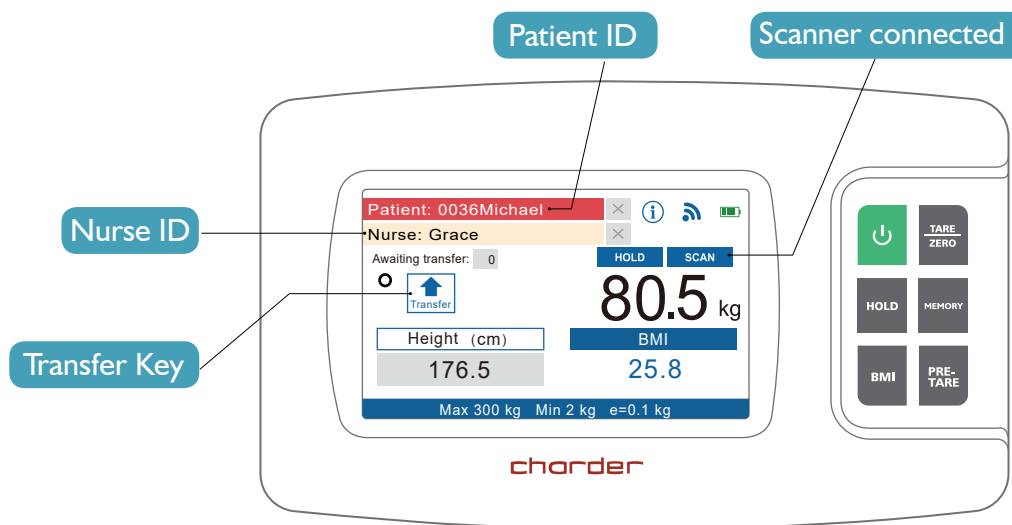 Patient ID
Scanner connected
Nurse ID
Transfer Key
Patient: 0036Michael ×
Nurse: Grace ×
Awaiting transfer: 0
HOLD SCAN
Transfer
80.5 kg
Height (cm) BMI
176.5 25.8
Max 300 kg Min 2 kg e=0.1 kg
charder
TARE
ZERO
HOLD MEMORY
BMI PRE-
TARE